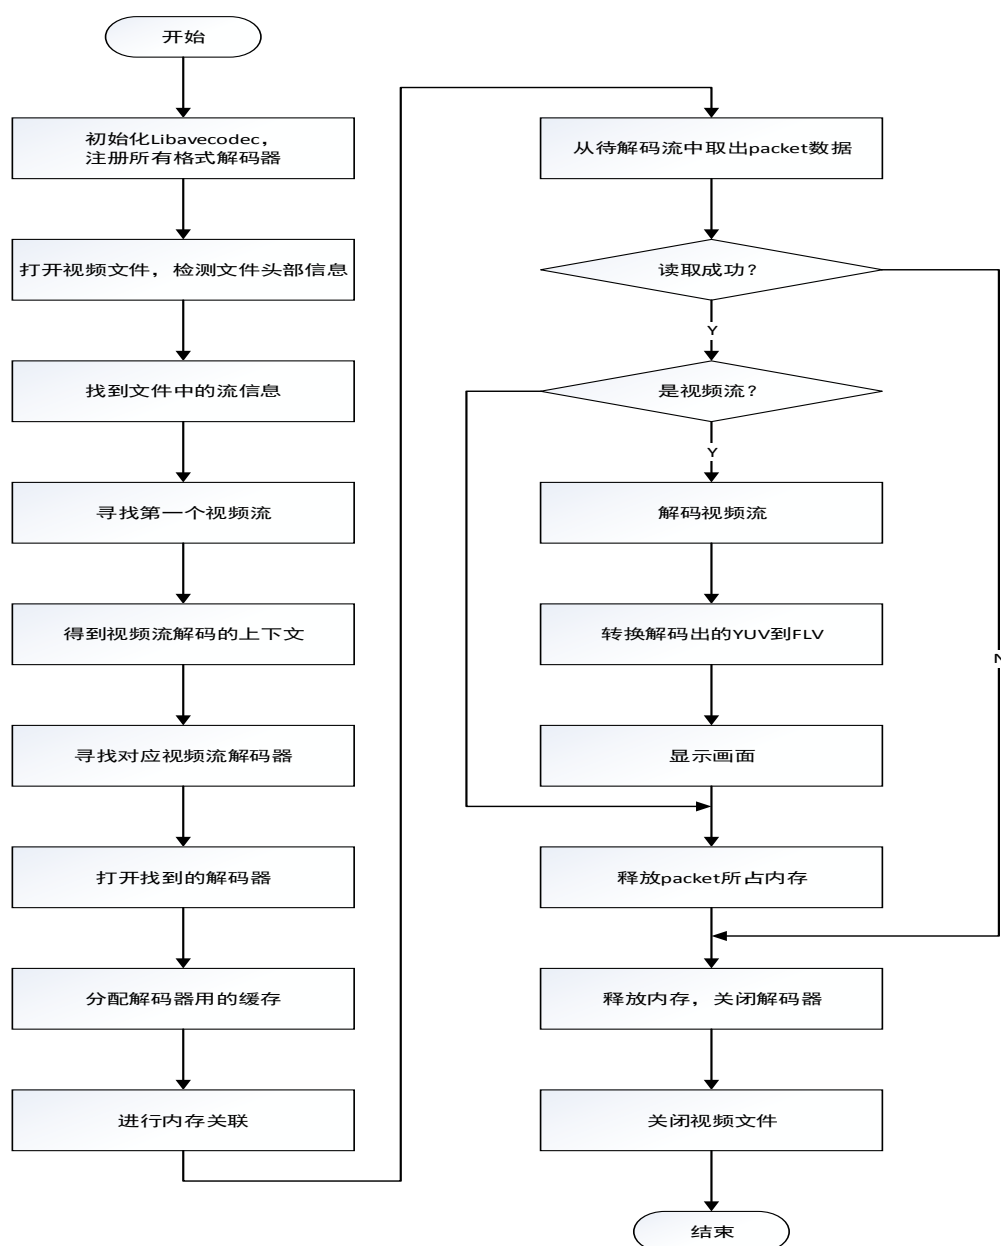 开始
初始化Libavecodec，
注册所有格式解码器
打开视频文件，检测文件头部信息
找到文件中的流信息
寻找第一个视频流
得到视频流解码的上下文
寻找对应视频流解码器
打开找到的解码器
分配解码器用的缓存
进行内存关联
从待解码流中取出packet数据
读取成功？
Y
是视频流？
Y
解码视频流
转换解码出的YUV到FLV
显示画面
释放packet所占内存
N
释放内存，关闭解码器
关闭视频文件
结束